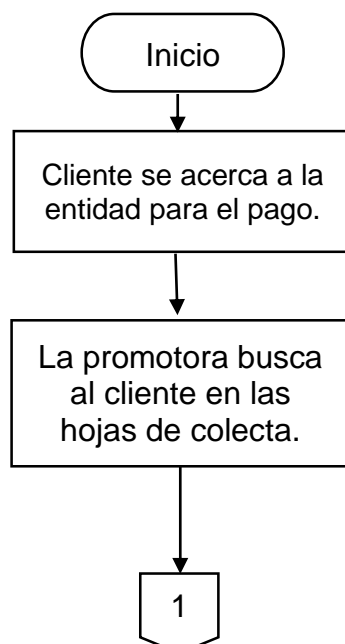 Inicio
Cliente se acerca a la
entidad para el pago.
La promotora busca
al cliente en las
hojas de colecta.
1